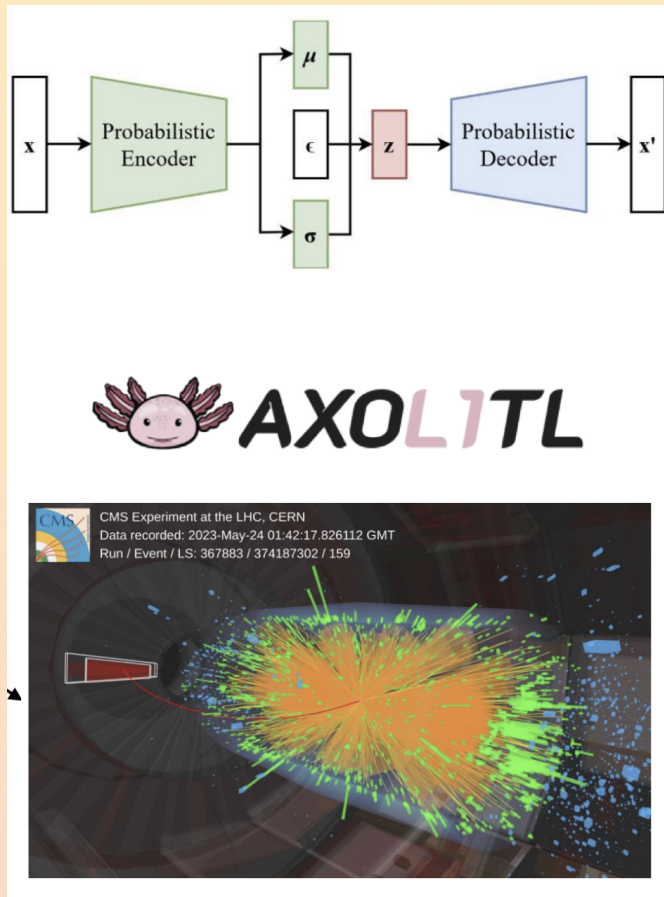 μ
x
Probabilistic
Encoder
ϵ
z
Probabilistic
Decoder
x'
σ
AXOL1TL
CMS
CMS Experiment at the LHC, CERN
Data recorded: 2023-May-24 01:42:17.826112 GMT
Run / Event / LS: 367883 / 374187302 / 159